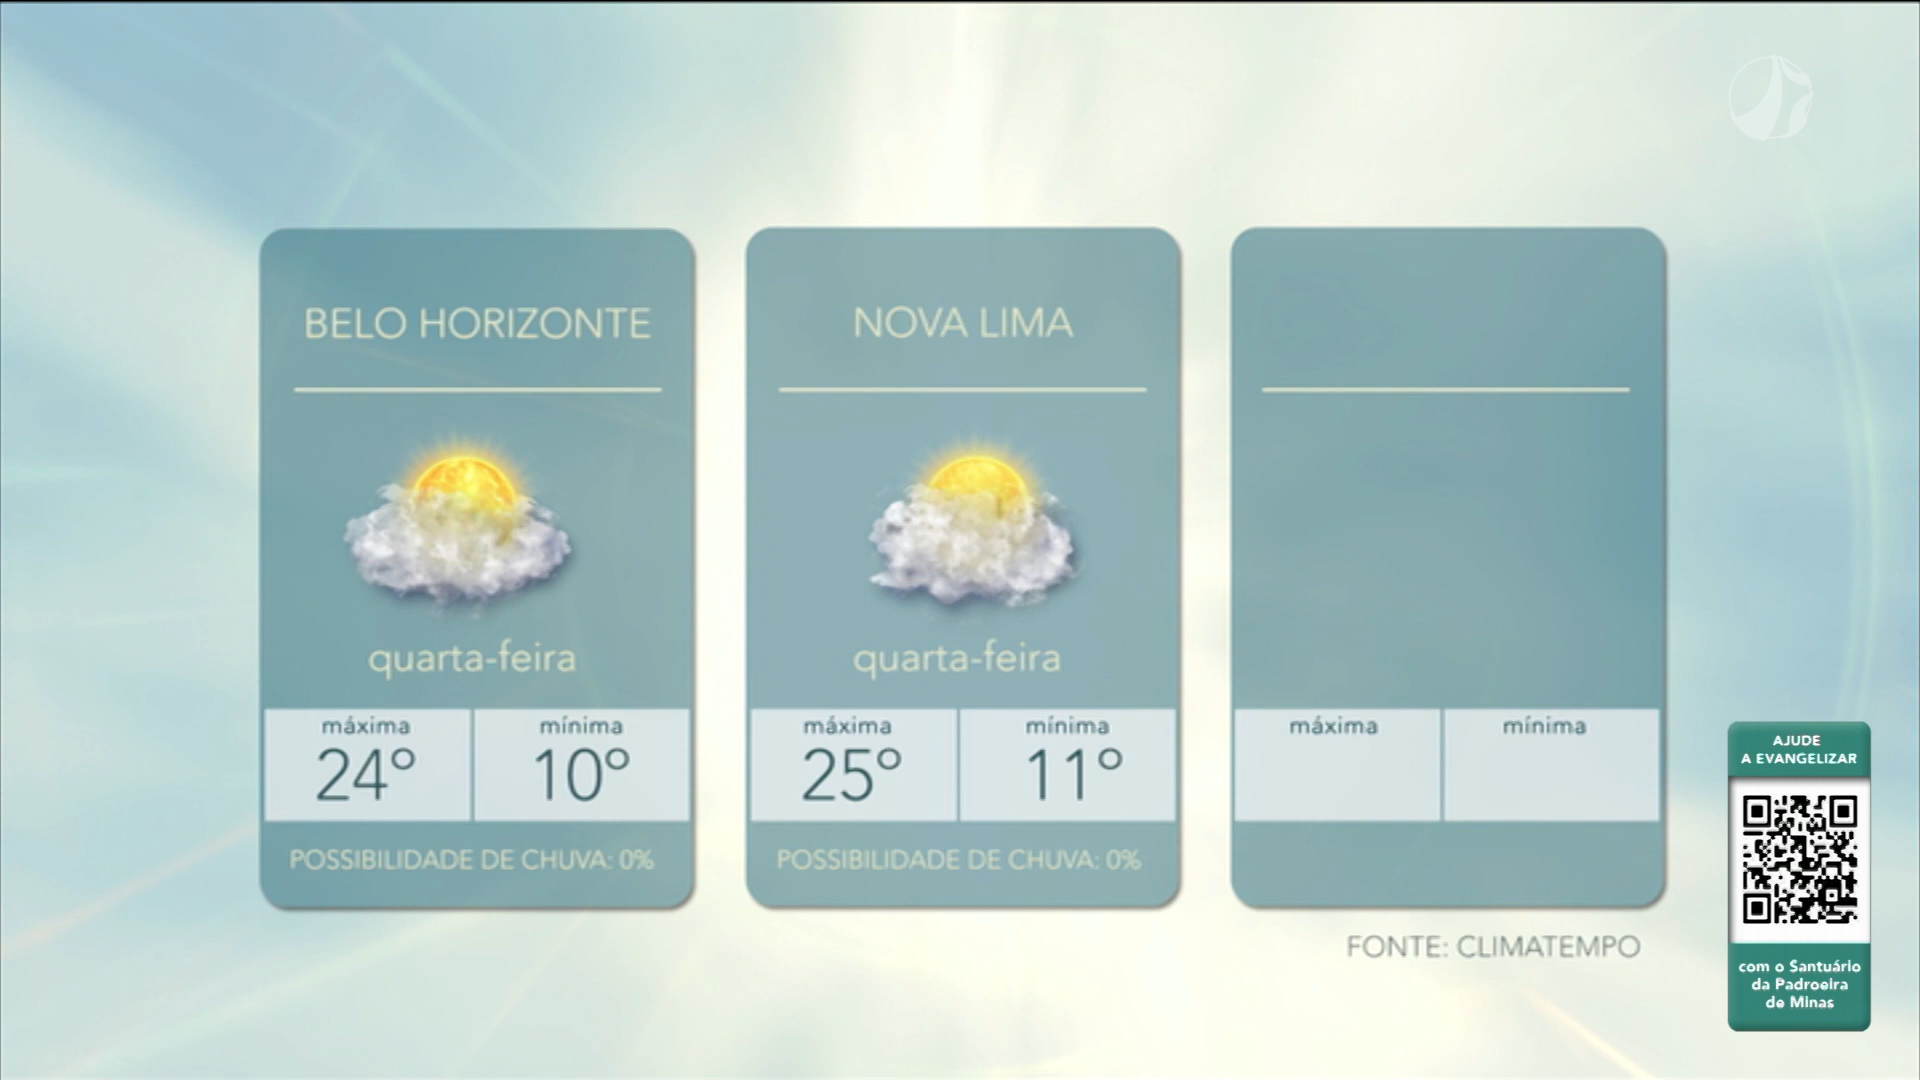 BELO HORIZONTE
quarta-feira
máxima
mínima
24°
10°
POSSIBILIDADE DE CHUVA: 0%
NOVA LIMA
quarta-feira
máxima
mínima
25°
11°
POSSIBILIDADE DE CHUVA: 0%
máxima
mínima
FONTE: CLIMATEMPO
AJUDE
A EVANGELIZAR
com o Santuário
da Padroeira
de Minas